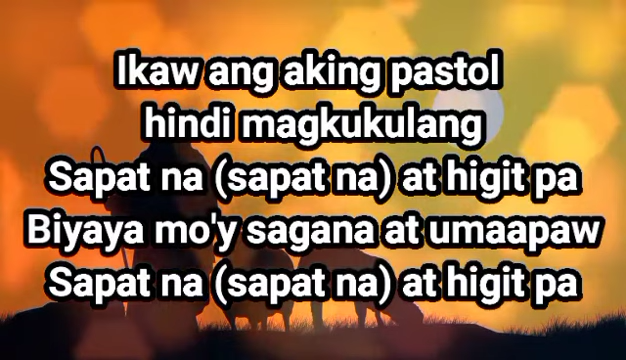 Ikaw ang aking pastol
hindi magkukulang
Sapat na (sapat na) at higit pa
Biyaya mo'y sagana at umaapaw
Sapat na (sapat na) at higit pa